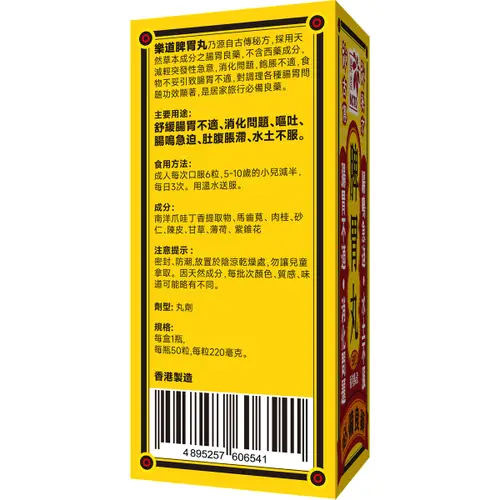 樂道脾胃丸乃源自古傳秘方，採用天
然草本成分之腸胃良藥，不含西藥成分，
減輕突發性急意，消化問題、飽脹不適，食
物不妥引致腸胃不適，對調理各種腸胃問
題功效顯著，是居家旅行必備良藥。
主要用途：
舒緩腸胃不適、消化問題、嘔吐、
腸鳴急迫、肚腹脹滯、水土不服。
食用方法：
成人每次口服6粒，5-10歲的小兒減半，
每日3次。用溫水送服。
成分：
南洋爪哇丁香提取物、馬齒莧、肉桂、砂
仁、陳皮、甘草、薄荷、紫錐花
注意提示：
密封、防潮，放置於陰涼乾燥處，勿讓兒童
拿取。因天然成分，每批次顏色、質感、味
道可能略有不同。
劑型：丸劑
規格：
每盒1瓶，
每瓶50粒，每粒220毫克。
香港製造
4 895257 606541